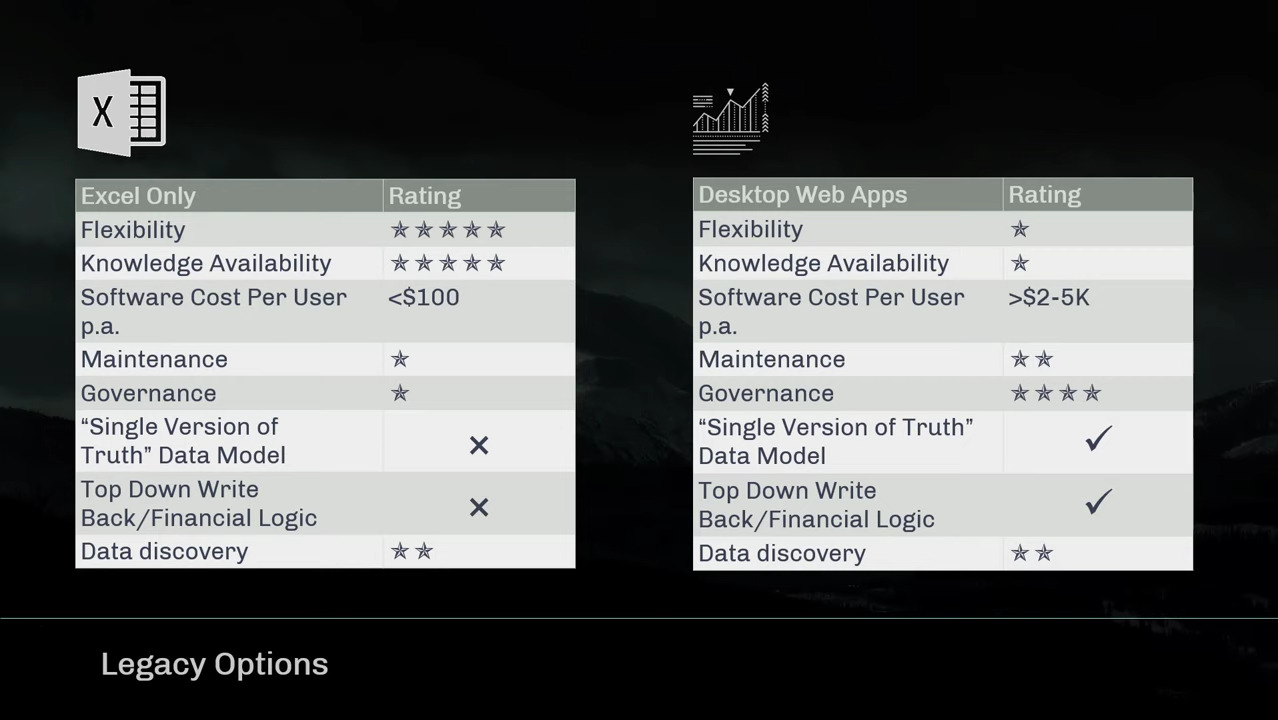 X
Excel Only Rating
Flexibility ✯✯✯✯✯
Knowledge Availability ✯✯✯✯✯
Software Cost Per User <$100
p.a.
Maintenance ✯
Governance ✯
“Single Version of
Truth” Data Model ✕
Top Down Write
Back/Financial Logic ✕
Data discovery ✯✯
Desktop Web Apps Rating
Flexibility ✯
Knowledge Availability ✯
Software Cost Per User >$2-5K
p.a.
Maintenance ✯✯
Governance ✯✯✯✯
“Single Version of Truth” ✓
Data Model
Top Down Write ✓
Back/Financial Logic
Data discovery ✯✯
Legacy Options